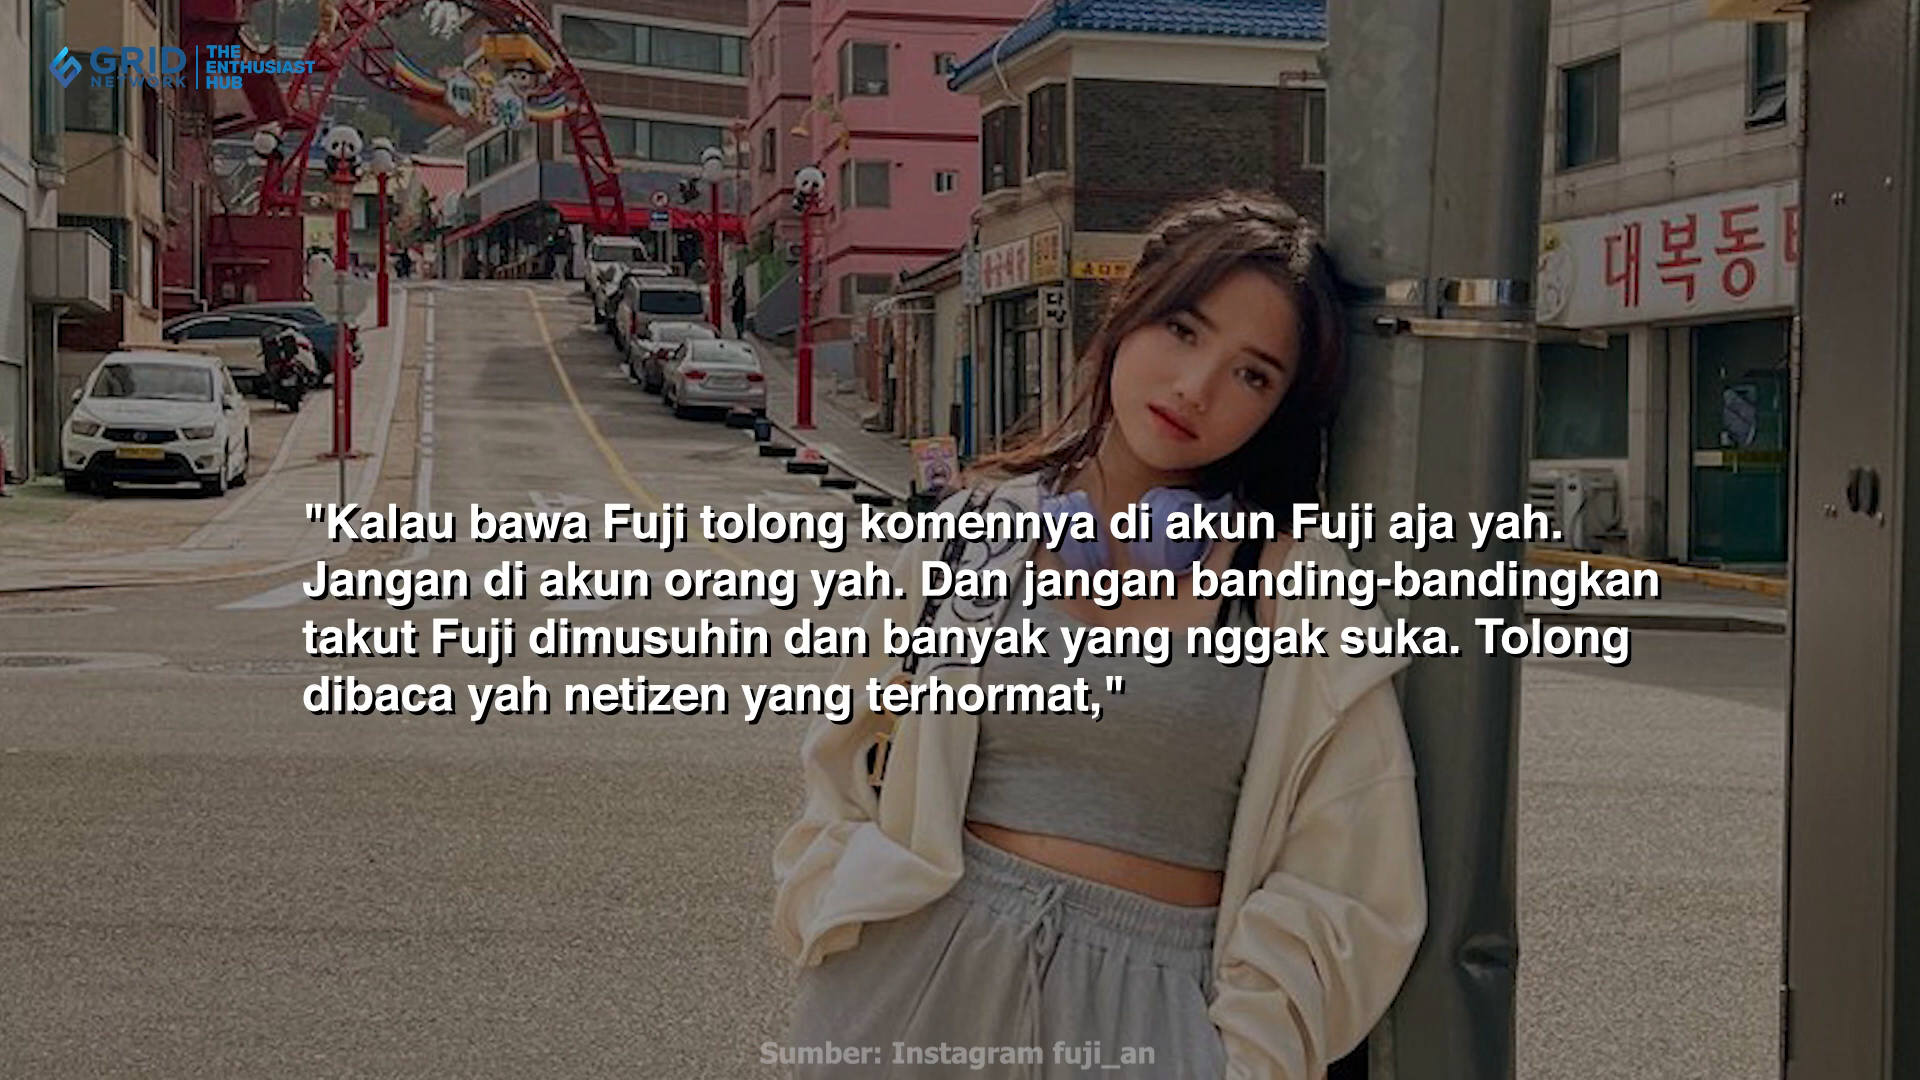 GRID
NETWORK
THE
ENTHUSIAST
HUB
대복동
"Kalau bawa Fuji tolong komennya di akun Fuji aja yah.
Jangan di akun orang yah. Dan jangan banding-bandingkan
takut Fuji dimusuhin dan banyak yang nggak suka. Tolong
dibaca yah netizen yang terhormat,"
Sumber: Instagram fuji_an